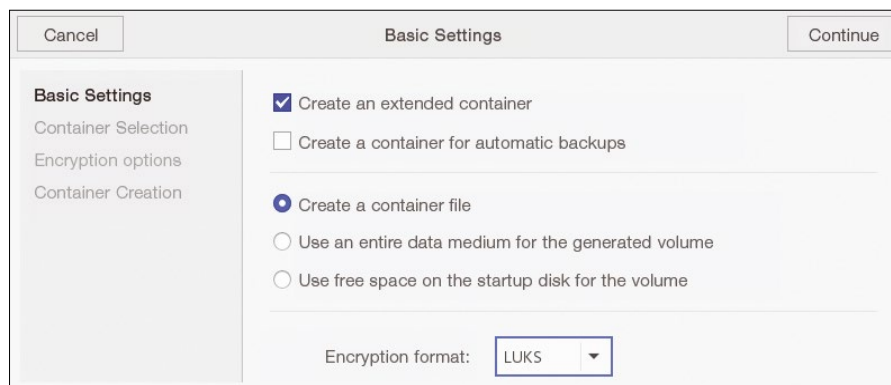 Cancel
Basic Settings
Continue
Basic Settings
Container Selection
Encryption options
Container Creation
Create an extended container
Create a container for automatic backups
Create a container file
Use an entire data medium for the generated volume
Use free space on the startup disk for the volume
Encryption format: LUKS